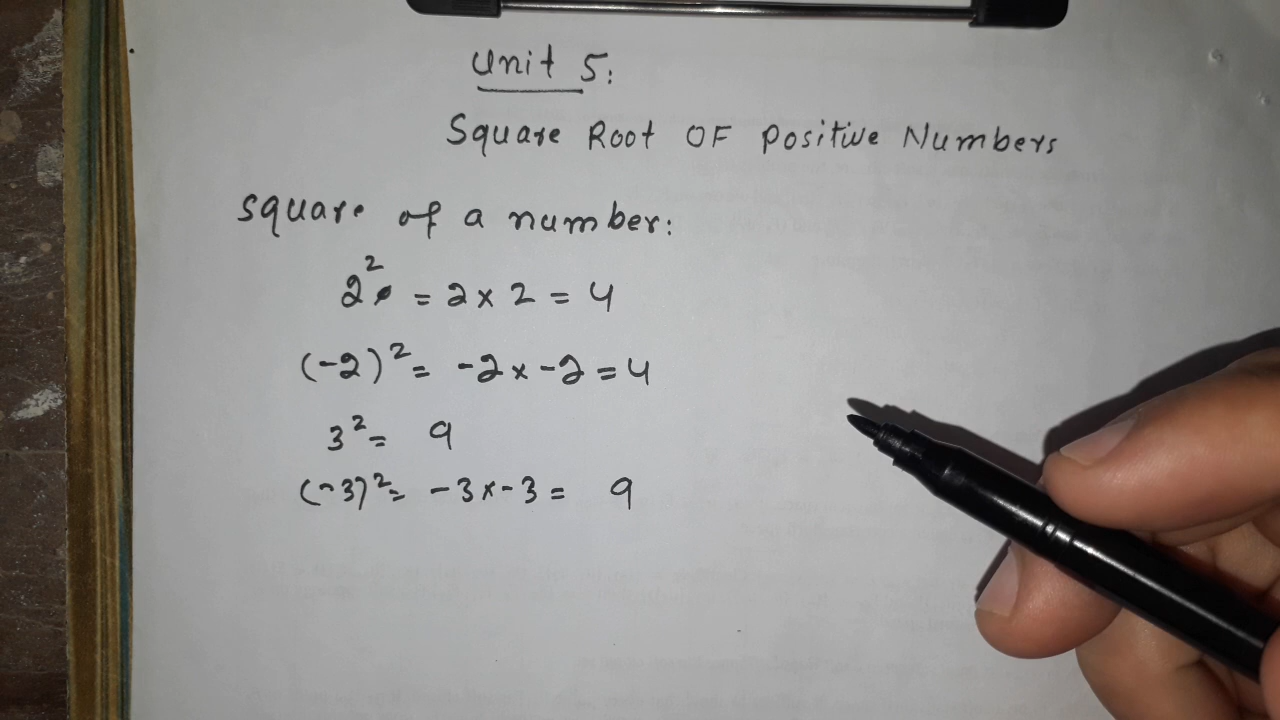 Unit 5:
Square Root OF Positive Numbers
Square of a number:
2² = 2 × 2 = 4
(-2)² = -2 × -2 = 4
3² = 9
(-3)² = -3 × -3 = 9